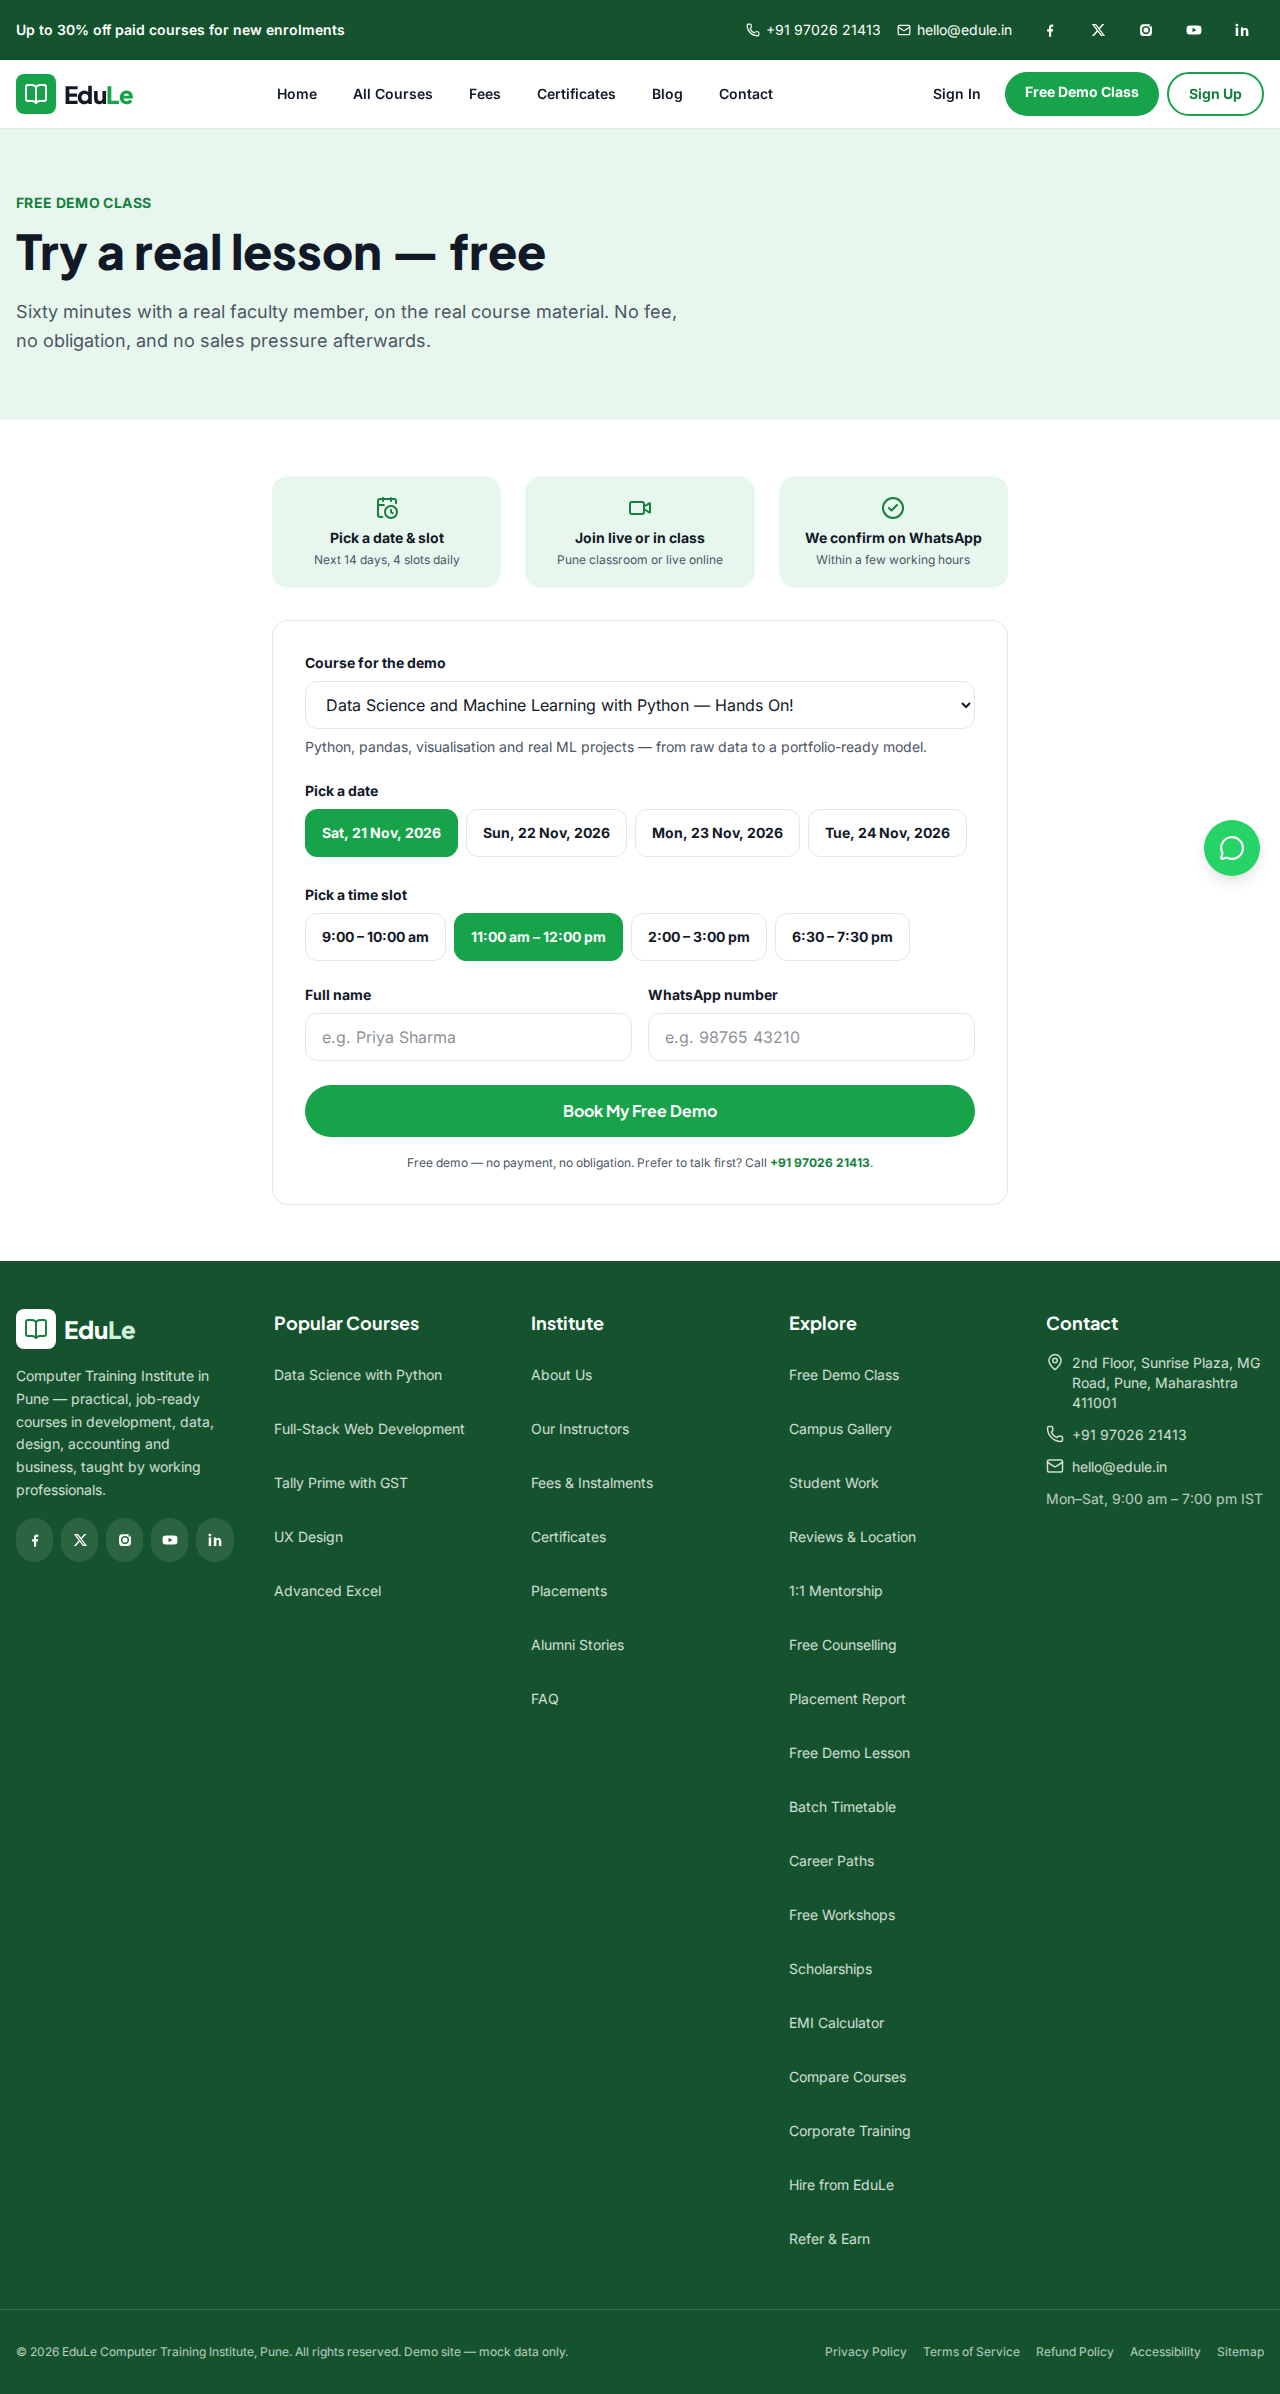 Up to 30% off paid courses for new enrolments
+91 97026 21413
hello@edule.in
EduLe
Home
All Courses
Fees
Certificates
Blog
Contact
Sign In
Free Demo Class
Sign Up
FREE DEMO CLASS
Try a real lesson — free
Sixty minutes with a real faculty member, on the real course material. No fee,
no obligation, and no sales pressure afterwards.
Pick a date & slot
Next 14 days, 4 slots daily
Join live or in class
Pune classroom or live online
We confirm on WhatsApp
Within a few working hours
Course for the demo
Data Science and Machine Learning with Python — Hands On!
Python, pandas, visualisation and real ML projects — from raw data to a portfolio-ready model.
Pick a date
Sat, 21 Nov, 2026
Sun, 22 Nov, 2026
Mon, 23 Nov, 2026
Tue, 24 Nov, 2026
Pick a time slot
9:00 – 10:00 am
11:00 am – 12:00 pm
2:00 – 3:00 pm
6:30 – 7:30 pm
Full name
WhatsApp number
e.g. Priya Sharma
e.g. 98765 43210
Book My Free Demo
Free demo — no payment, no obligation. Prefer to talk first? Call +91 97026 21413.
EduLe
Computer Training Institute in
Pune — practical, job-ready
courses in development, data,
design, accounting and
business, taught by working
professionals.
Popular Courses
Data Science with Python
Full-Stack Web Development
Tally Prime with GST
UX Design
Advanced Excel
Institute
About Us
Our Instructors
Fees & Instalments
Certificates
Placements
Alumni Stories
FAQ
Explore
Free Demo Class
Campus Gallery
Student Work
Reviews & Location
1:1 Mentorship
Free Counselling
Placement Report
Free Demo Lesson
Batch Timetable
Career Paths
Free Workshops
Scholarships
EMI Calculator
Compare Courses
Corporate Training
Hire from EduLe
Refer & Earn
Contact
2nd Floor, Sunrise Plaza, MG
Road, Pune, Maharashtra
411001
+91 97026 21413
hello@edule.in
Mon–Sat, 9:00 am – 7:00 pm IST
© 2026 EduLe Computer Training Institute, Pune. All rights reserved. Demo site — mock data only.
Privacy Policy
Terms of Service
Refund Policy
Accessibility
Sitemap